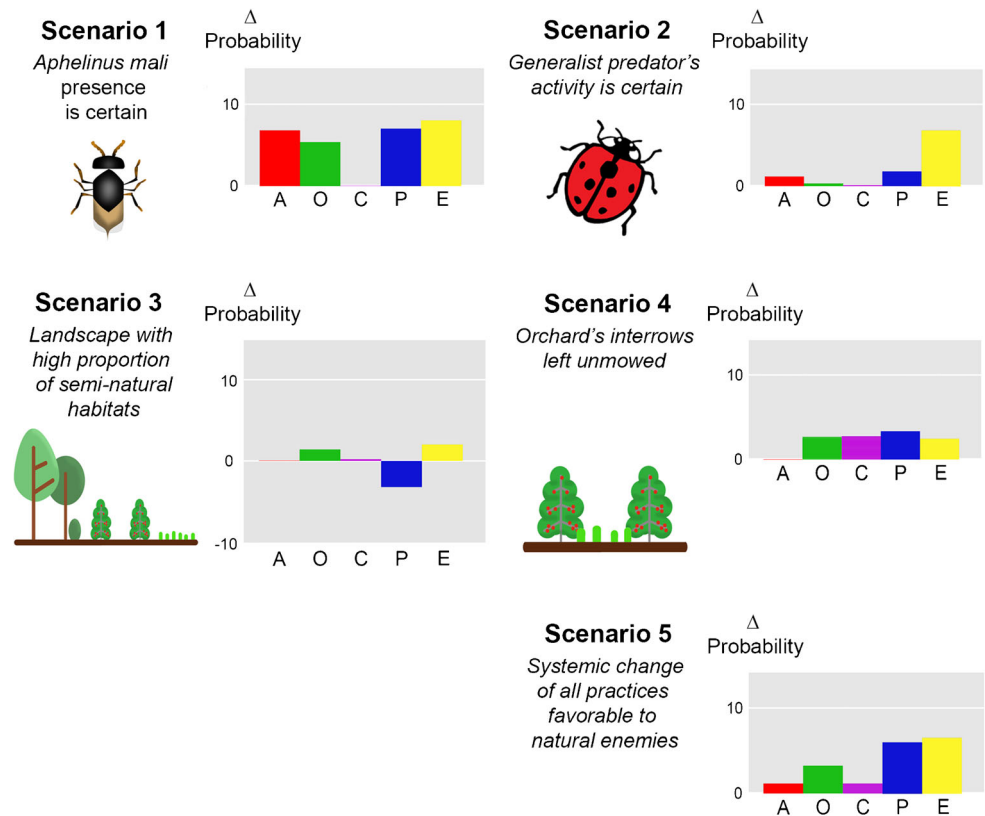 Scenario 1
Aphelinus mali
presence
is certain
Δ
Probability
10
0
A O C P E
Scenario 2
Generalist predator's
activity is certain
Δ
Probability
10
0
A O C P E
Scenario 3
Landscape with
high proportion
of semi-natural
habitats
Δ
Probability
10
0
-10
A O C P E
Scenario 4
Orchard's interrows
left unmowed
Δ
Probability
10
0
A O C P E
Scenario 5
Systemic change
of all practices
favorable to
natural enemies
Δ
Probability
10
0
A O C P E